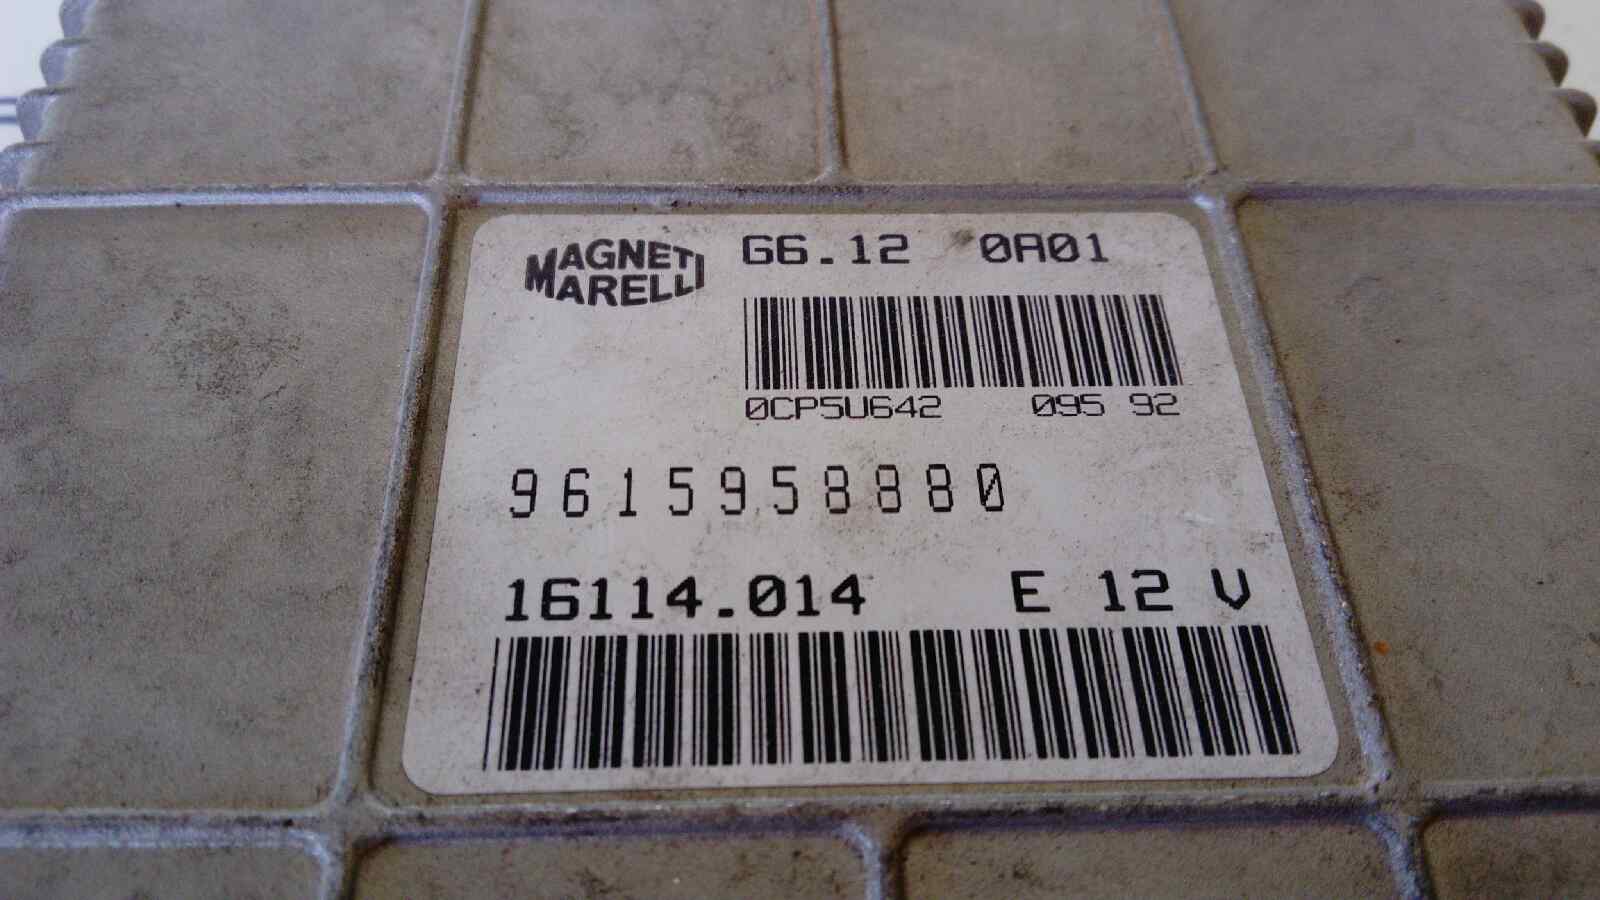 MAGNETI
MARELLI
G6.12 0A01
0CP5U642 095 92
9615958880
16114.014 E 12 V